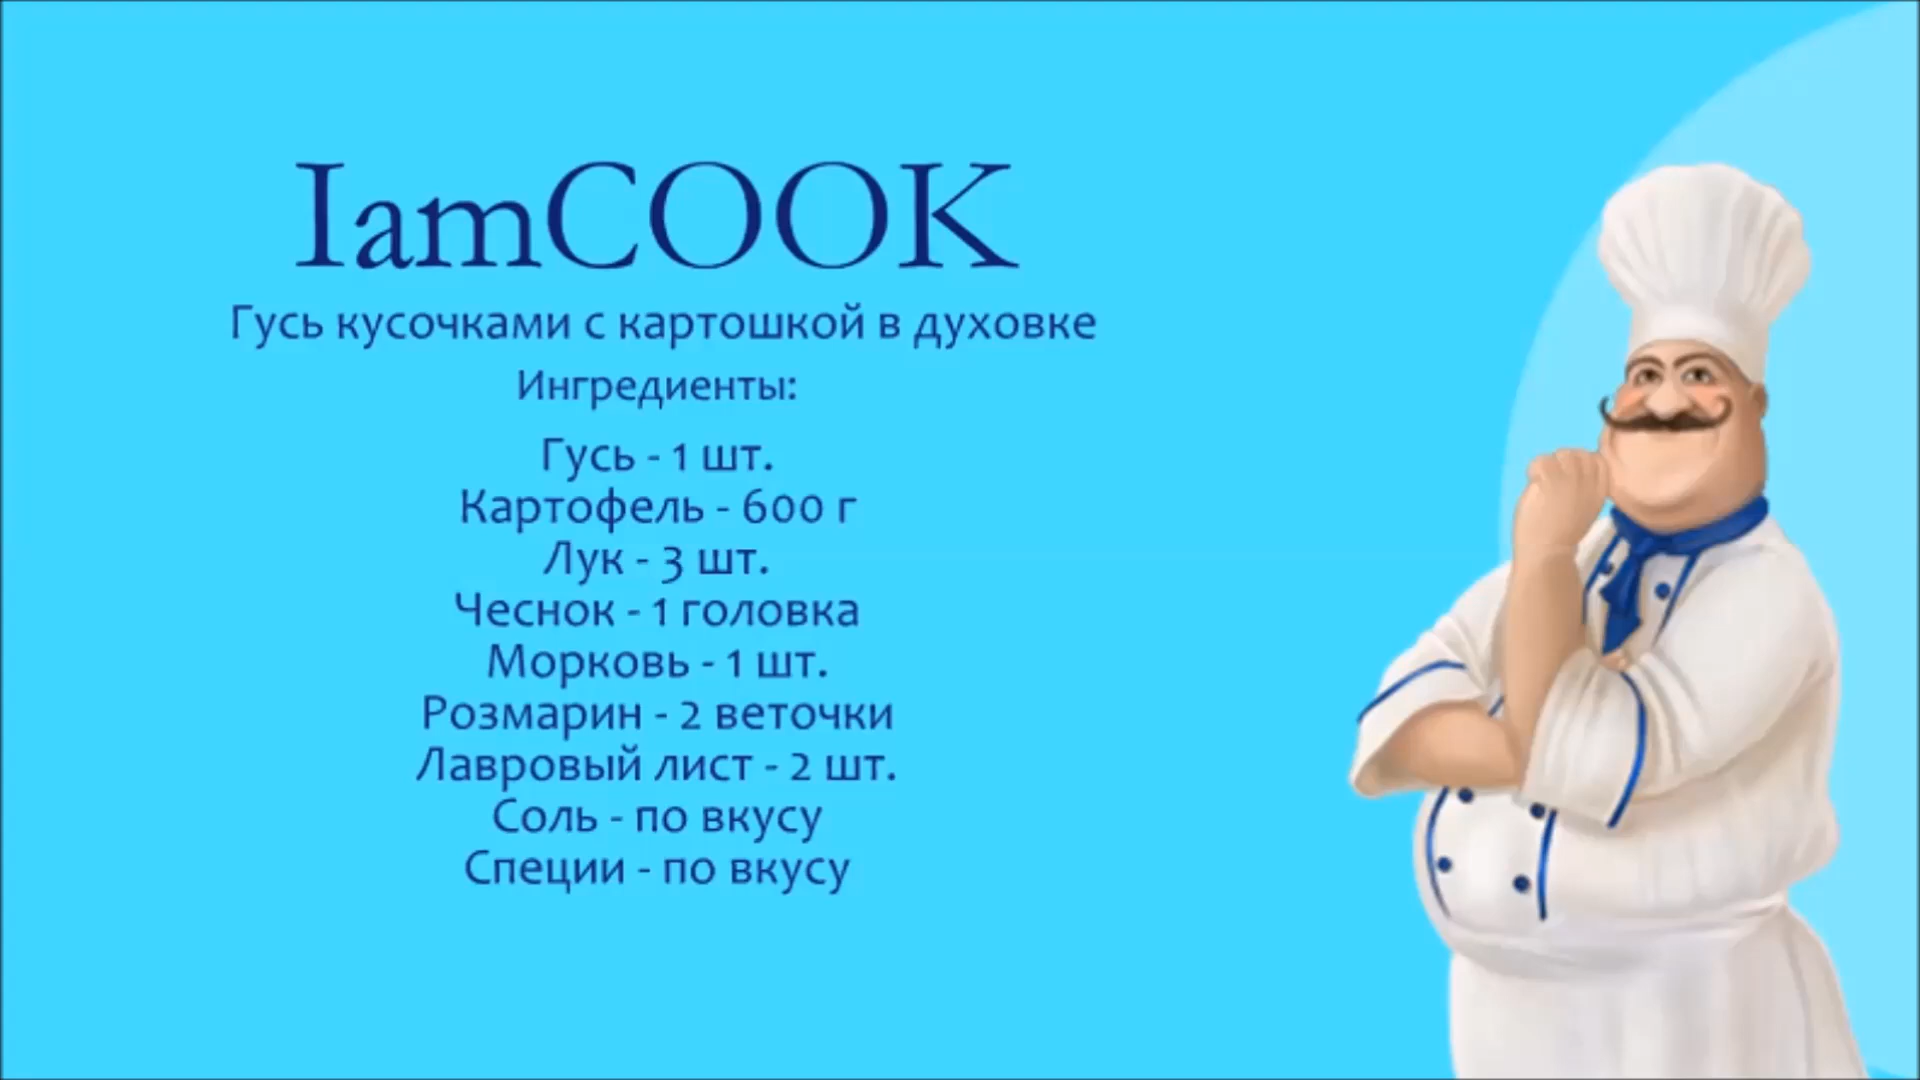 IamCOOK
Гусь кусочками с картошкой в духовке
Ингредиенты:
Гусь - 1 шт.
Картофель - 600 г
Лук - 3 шт.
Чеснок - 1 головка
Морковь - 1 шт.
Розмарин - 2 веточки
Лавровый лист - 2 шт.
Соль - по вкусу
Специи - по вкусу